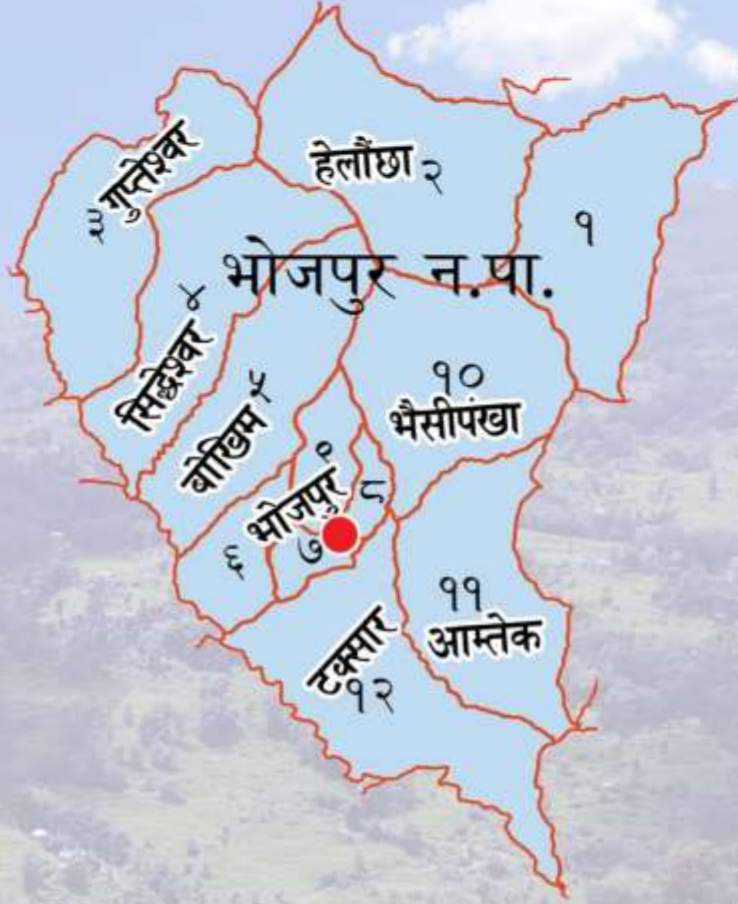 गुप्तेश्वर
३
हेलौंछा २
१
भोजपुर न.पा.
४
सिद्धेश्वर
५
बोखिम
१०
भैसीपंखा
९
भोजपुर
८
७
६
११
आम्तेक
टक्सार
१२